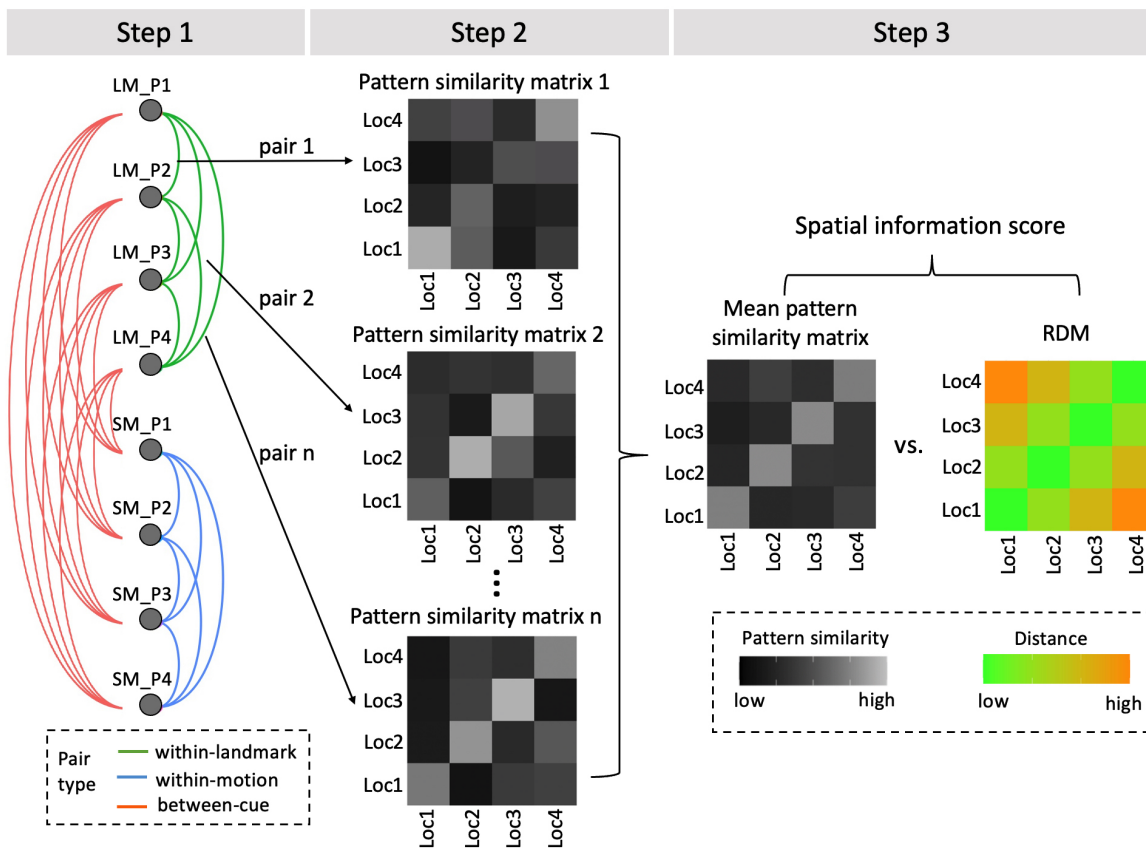 Step 1
Step 2
Step 3
LM_P1
LM_P2
LM_P3
LM_P4
SM_P1
SM_P2
SM_P3
SM_P4
Pair
type
within-landmark
within-motion
between-cue
pair 1
pair 2
pair n
Pattern similarity matrix 1
Loc4
Loc3
Loc2
Loc1
Loc1 Loc2 Loc3 Loc4
Pattern similarity matrix 2
Loc4
Loc3
Loc2
Loc1
Loc1 Loc2 Loc3 Loc4
...
Pattern similarity matrix n
Loc4
Loc3
Loc2
Loc1
Loc1 Loc2 Loc3 Loc4
Spatial information score
Mean pattern
similarity matrix
Loc4
Loc3
Loc2
Loc1
Loc1 Loc2 Loc3 Loc4
vs.
RDM
Loc4
Loc3
Loc2
Loc1
Loc1 Loc2 Loc3 Loc4
Pattern similarity
low high
Distance
low high